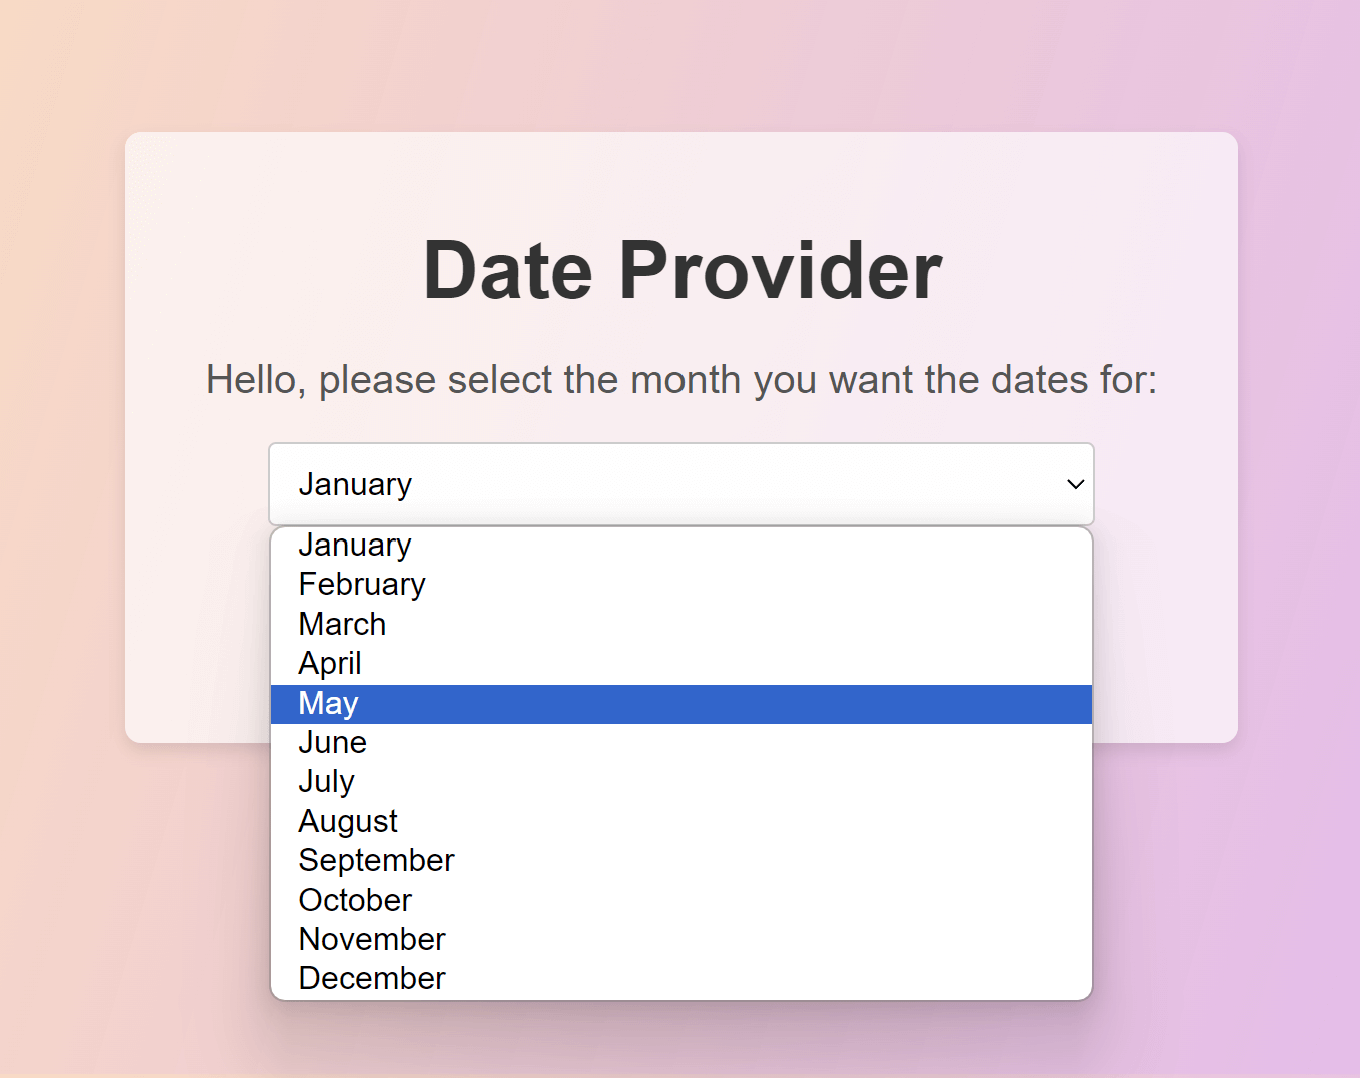 Date Provider
Hello, please select the month you want the dates for:
January
January
February
March
April
May
June
July
August
September
October
November
December